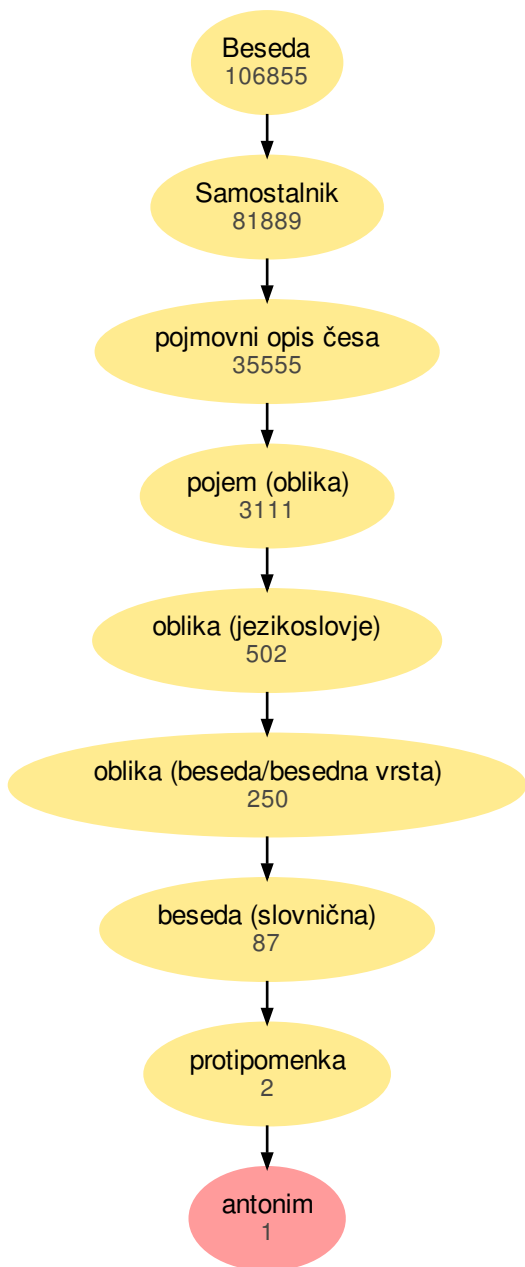 Beseda
106855
Samostalnik
81889
pojmovni opis česa
35555
pojem (oblika)
3111
oblika (jezikoslovje)
502
oblika (beseda/besedna vrsta)
250
beseda (slovnična)
87
protipomenka
2
antonim
1